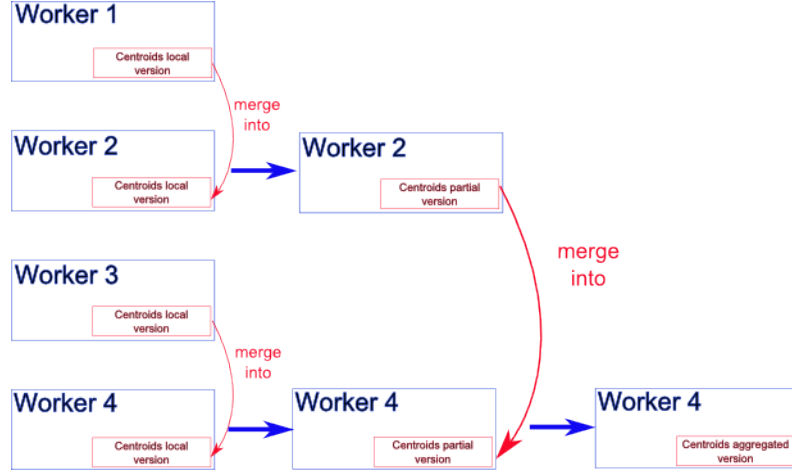 Worker 1
Centroids local
version
merge
into
Worker 2
Centroids local
version
Worker 2
Centroids partial
version
merge
into
Worker 3
Centroids local
version
merge
into
Worker 4
Centroids local
version
Worker 4
Centroids partial
version
Worker 4
Centroids aggregated
version